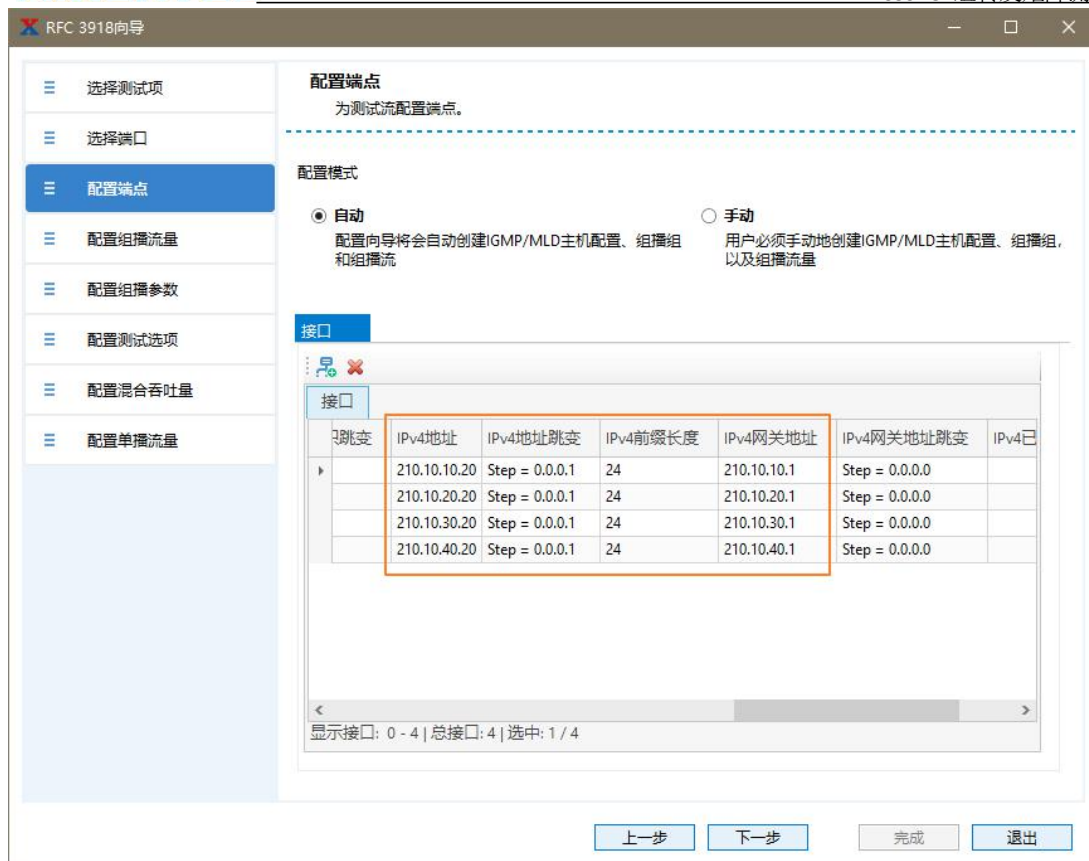 RFC 3918向导
选择测试项
选择端口
配置端点
配置组播流量
配置组播参数
配置测试选项
配置混合吞吐量
配置单播流量
配置端点
为测试流配置端点。
配置模式
自动
配置向导将会自动创建IGMP/MLD主机配置、组播组
和组播流
手动
用户必须手动地创建IGMP/MLD主机配置、组播组,
以及组播流量
接口
接口
跳变 IPv4地址 IPv4地址跳变 IPv4前缀长度 IPv4网关地址 IPv4网关地址跳变 IPv4已
210.10.10.20 Step = 0.0.0.1 24 210.10.10.1 Step = 0.0.0.0
210.10.20.20 Step = 0.0.0.1 24 210.10.20.1 Step = 0.0.0.0
210.10.30.20 Step = 0.0.0.1 24 210.10.30.1 Step = 0.0.0.0
210.10.40.20 Step = 0.0.0.1 24 210.10.40.1 Step = 0.0.0.0
显示接口: 0 - 4 | 总接口: 4 | 选中: 1 / 4
上一步 下一步 完成 退出